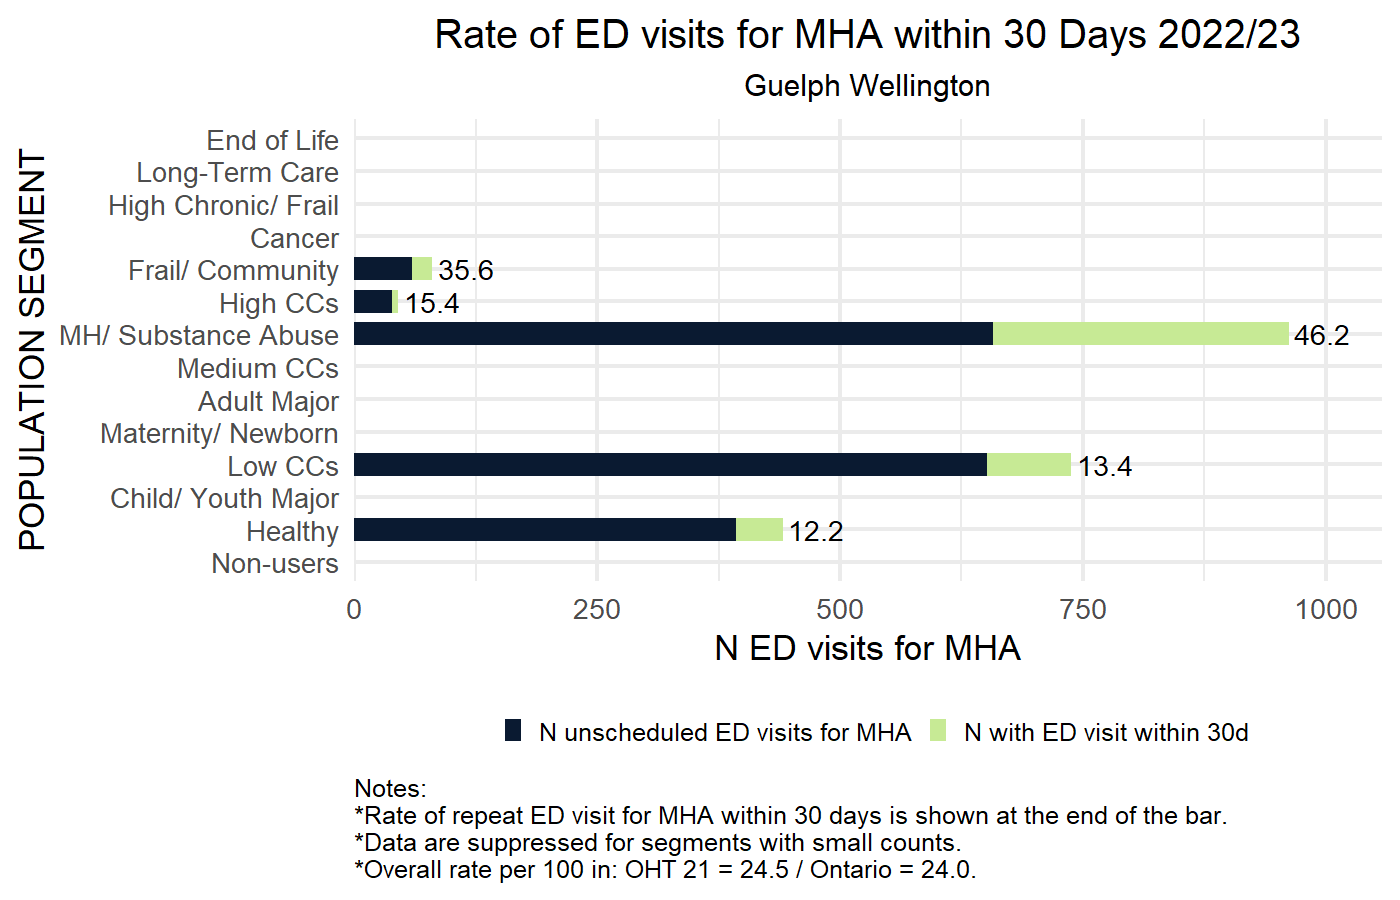 Rate of ED visits for MHA within 30 Days 2022/23
Guelph Wellington
POPULATION SEGMENT
End of Life
Long-Term Care
High Chronic/ Frail
Cancer
Frail/ Community 35.6
High CCs 15.4
MH/ Substance Abuse 46.2
Medium CCs
Adult Major
Maternity/ Newborn
Low CCs 13.4
Child/ Youth Major
Healthy 12.2
Non-users
0 250 500 750 1000
N ED visits for MHA
N unscheduled ED visits for MHA N with ED visit within 30d
Notes:
*Rate of repeat ED visit for MHA within 30 days is shown at the end of the bar.
*Data are suppressed for segments with small counts.
*Overall rate per 100 in: OHT 21 = 24.5 / Ontario = 24.0.